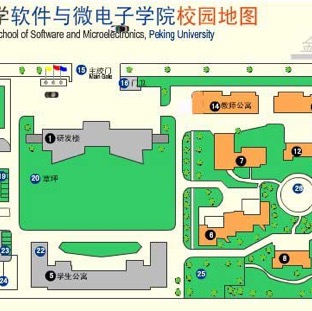 学软件与微电子学院校园地图
chool of Software and Microelectronics, Peking University
15 主校门
Main Gate
16 门卫
14 教师公寓
1 研发楼
12
7
19
20 草坪
26
6
23
22
8
5 学生公寓
25
24